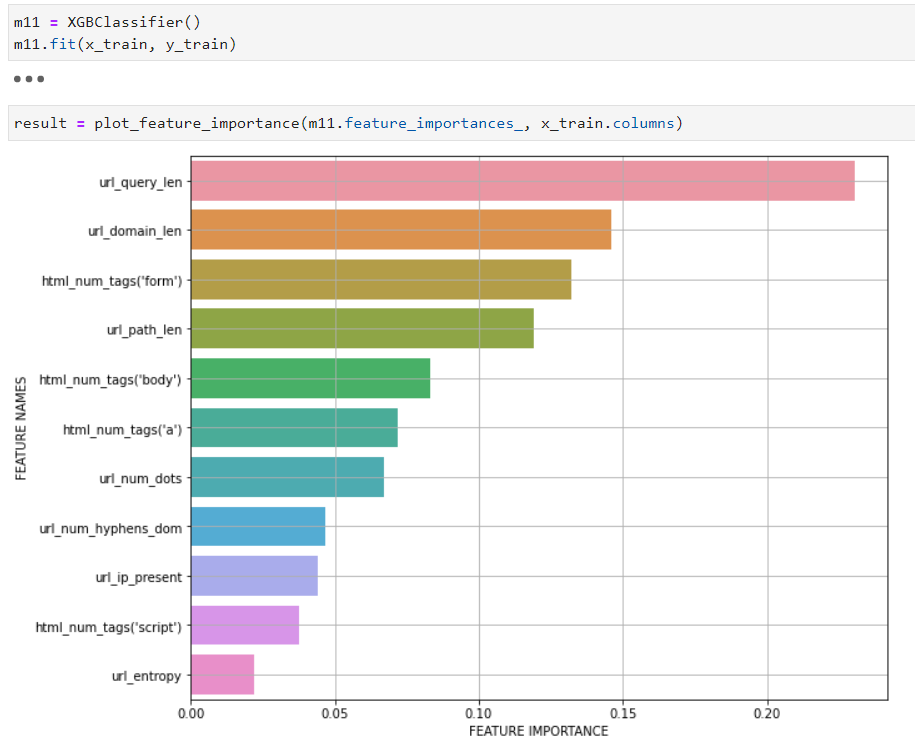 m11 = XGBClassifier()
m11.fit(x_train, y_train)
result = plot_feature_importance(m11.feature_importances_, x_train.columns)
url_query_len
url_domain_len
html_num_tags('form')
url_path_len
html_num_tags('body')
html_num_tags('a')
url_num_dots
url_num_hyphens_dom
url_ip_present
html_num_tags('script')
url_entropy
FEATURE NAMES
0.00 0.05 0.10 0.15 0.20
FEATURE IMPORTANCE